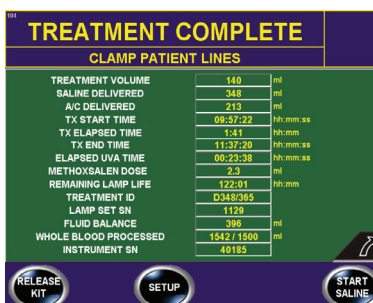 104
TREATMENT COMPLETE
CLAMP PATIENT LINES
TREATMENT VOLUME 140 ml
SALINE DELIVERED 348 ml
A/C DELIVERED 213 ml
TX START TIME 09:57:22 hh:mm:ss
TX ELAPSED TIME 1:41 hh:mm
TX END TIME 11:37:20 hh:mm:ss
ELAPSED UVA TIME 00:23:38 hh:mm:ss
METHOXSALEN DOSE 2.3 ml
REMAINING LAMP LIFE 122:01 hh:mm
TREATMENT ID D348/365
LAMP SET SN 1129
FLUID BALANCE 396 ml
WHOLE BLOOD PROCESSED 1542 / 1500 ml
INSTRUMENT SN 40185
RELEASE KIT
SETUP
START SALINE